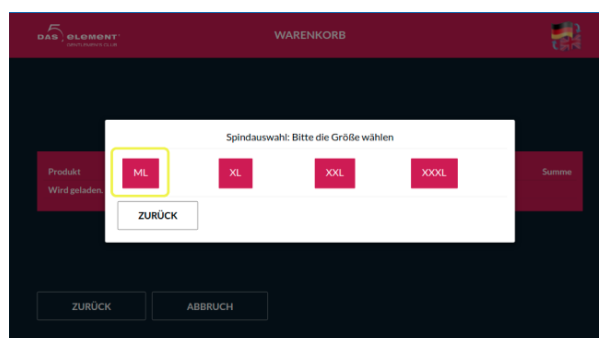 DAS 5 ELEMENT
WARENKORB
Spindauswahl: Bitte die Größe wählen
Produkt
ML
XL
XXL
XXXL
Summe
Wird geladen.
ZURÜCK
ZURÜCK
ABBRUCH